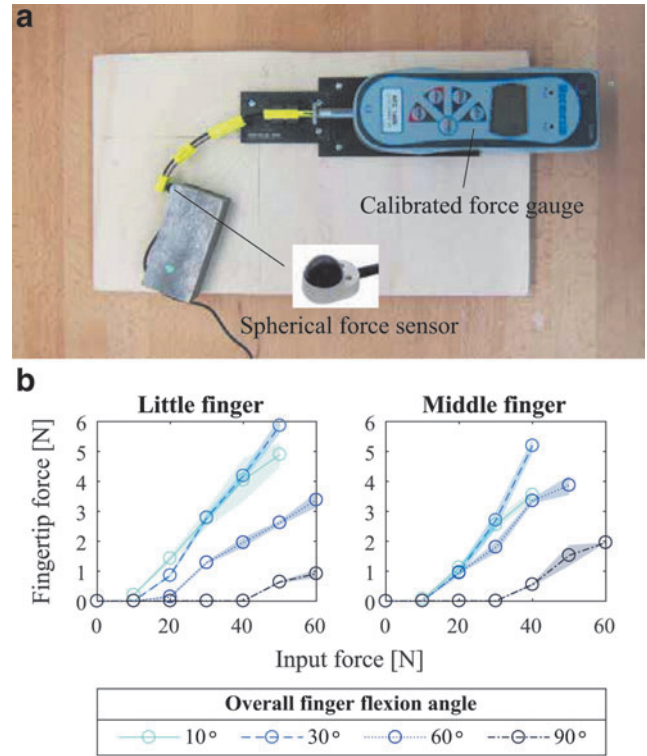 a
Calibrated force gauge
Spherical force sensor
b
Little finger
Middle finger
Fingertip force [N]
6
5
4
3
2
1
0
0 20 40 60
6
5
4
3
2
1
0
0 20 40 60
Input force [N]
Overall finger flexion angle
10° 30° 60° 90°